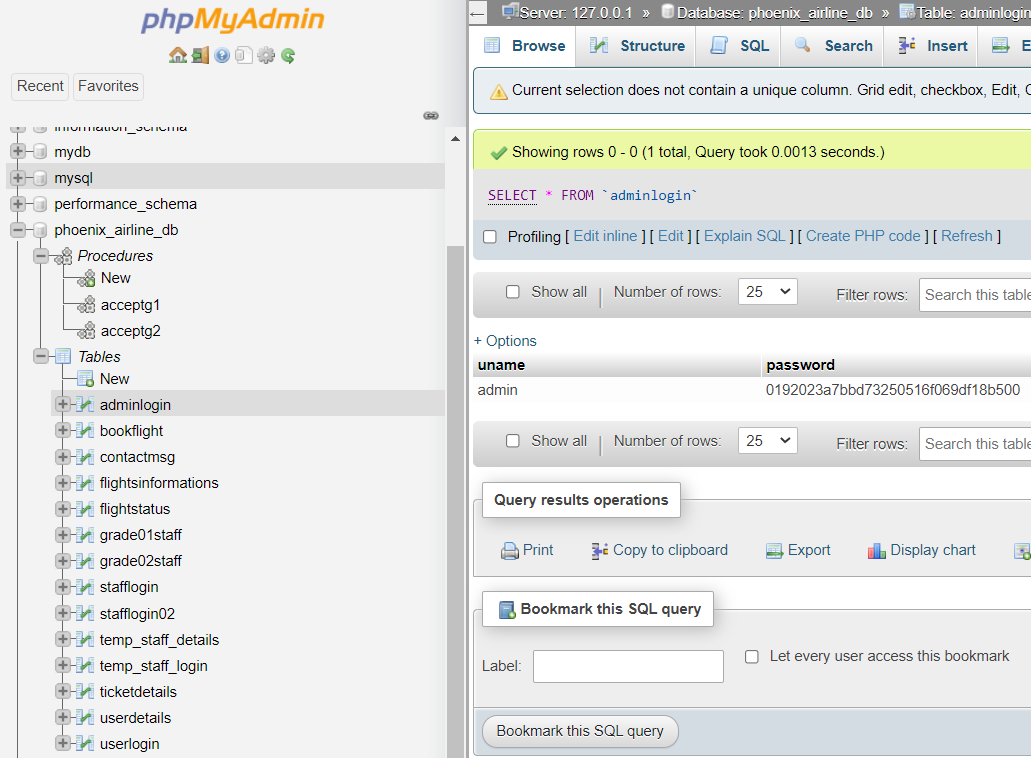 phpMyAdmin
Recent
Favorites
information_schema
mydb
mysql
performance_schema
phoenix_airline_db
Procedures
New
acceptg1
acceptg2
Tables
New
adminlogin
bookflight
contactmsg
flightsinformations
flightstatus
grade01staff
grade02staff
stafflogin
stafflogin02
temp_staff_details
temp_staff_login
ticketdetails
userdetails
userlogin
← Server: 127.0.0.1 » Database: phoenix_airline_db » Table: adminlogin
Browse Structure SQL Search Insert E
Current selection does not contain a unique column. Grid edit, checkbox, Edit, C
Showing rows 0 - 0 (1 total, Query took 0.0013 seconds.)
SELECT * FROM `adminlogin`
Profiling [ Edit inline ] [ Edit ] [ Explain SQL ] [ Create PHP code ] [ Refresh ]
Show all | Number of rows: 25 Filter rows: Search this table
+ Options
uname password
admin 0192023a7bbd73250516f069df18b500
Show all | Number of rows: 25 Filter rows: Search this table
Query results operations
Print Copy to clipboard Export Display chart
Bookmark this SQL query
Label: Let every user access this bookmark
Bookmark this SQL query